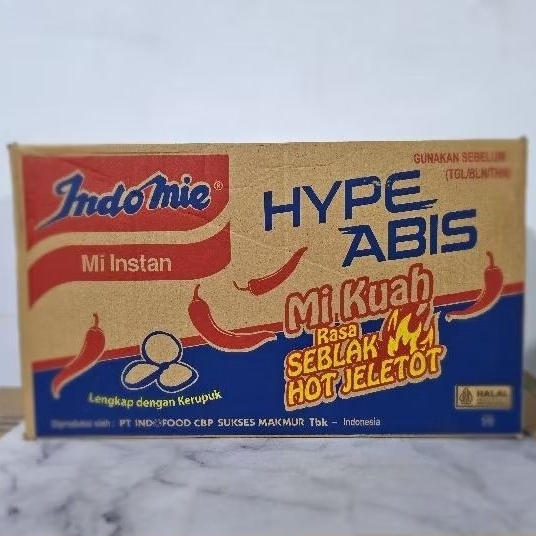 GUNAKAN SEBELUM
(TGL/BLN/THN)
Indomie®
HYPE
ABIS
Mi Instan
Mi Kuah
Rasa
SEBLAK
HOT JELETOT
Lengkap dengan Kerupuk
HALAL
Diproduksi oleh : PT INDOFOOD CBP SUKSES MAKMUR Tbk – Indonesia